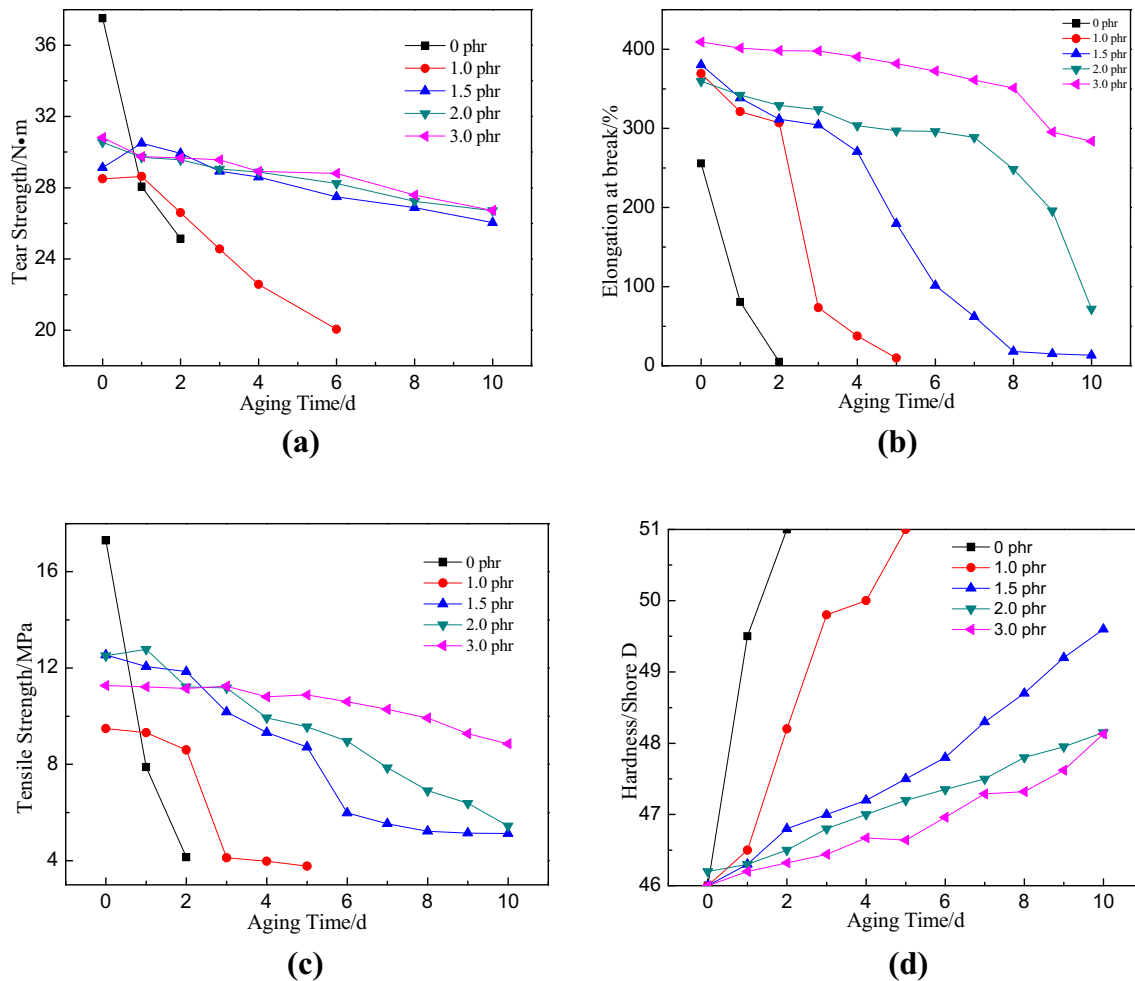 36
32
28
24
20
Tear Strength/N•m
0 phr
1.0 phr
1.5 phr
2.0 phr
3.0 phr
0 2 4 6 8 10
Aging Time/d
(a)
400
300
200
100
0
Elongation at break/%
0 phr
1.0 phr
1.5 phr
2.0 phr
3.0 phr
0 2 4 6 8 10
Aging Time/d
(b)
16
12
8
4
Tensile Strength/MPa
0 phr
1.0 phr
1.5 phr
2.0 phr
3.0 phr
0 2 4 6 8 10
Aging Time/d
(c)
51
50
49
48
47
46
Hardness/Shore D
0 phr
1.0 phr
1.5 phr
2.0 phr
3.0 phr
0 2 4 6 8 10
Aging Time/d
(d)